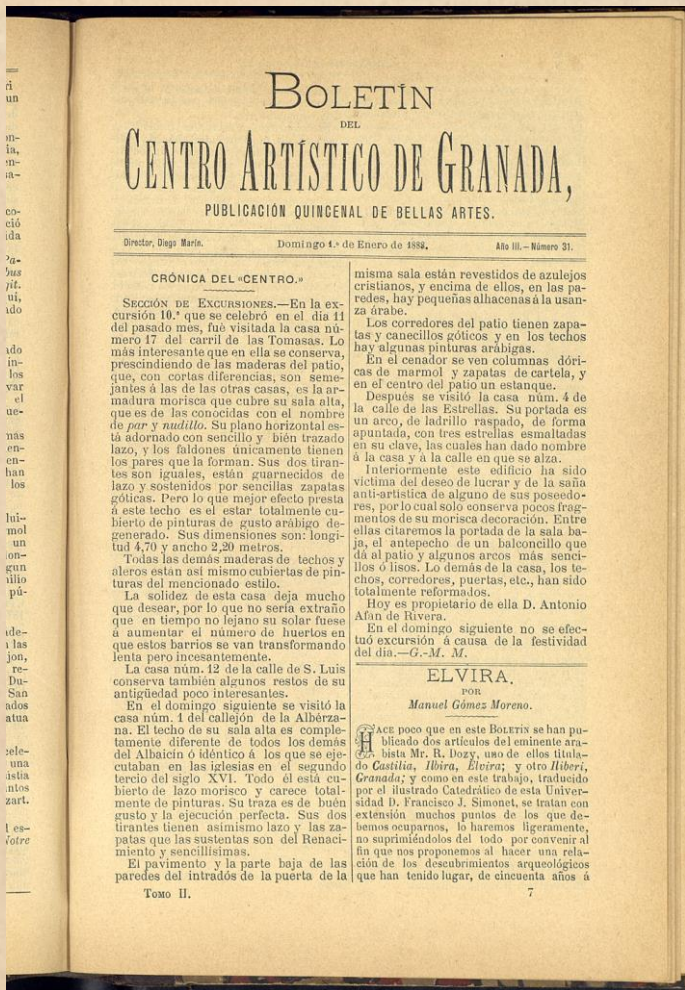 BOLETÍN
DEL
CENTRO ARTÍSTICO DE GRANADA,
PUBLICACIÓN QUINCENAL DE BELLAS ARTES.
Director, Diego Marín.
Domingo 1.º de Enero de 1888.
Año III.—Número 31.
CRÓNICA DEL «CENTRO.»
SECCIÓN DE EXCURSIONES.—En la ex-
cursión 10.ª que se celebró en el dia 11
del pasado mes, fué visitada la casa nú-
mero 17 del carril de las Tomasas. Lo
más interesante que en ella se conserva,
prescindiendo de las maderas del patio,
que, con cortas diferencias, son seme-
jantes á las de las otras casas, es la ar-
madura morisca que cubre su sala alta,
que es de las conocidas con el nombre
de par y nudillo. Su plano horizontal es-
tá adornado con sencillo y bién trazado
lazo, y los faldones únicamente tienen
los pares que la forman. Sus dos tiran-
tes son iguales, están guarnecidos de
lazo y sostenidos por sencillas zapatas
góticas. Pero lo que mejor efecto presta
á este techo es el estar totalmente cu-
bierto de pinturas de gusto arábigo de-
generado. Sus dimensiones son: longi-
tud 4,70 y ancho 2,20 metros.
Todas las demás maderas de techos y
aleros están así mismo cubiertas de pin-
turas del mencionado estilo.
La solidez de esta casa deja mucho
que desear, por lo que no sería extraño
que en tiempo no lejano su solar fuese
á aumentar el número de huertos en
que estos barrios se van transformando
lenta pero incesantemente.
La casa núm. 12 de la calle de S. Luis
conserva también algunos restos de su
antigüedad poco interesantes.
En el domingo siguiente se visitó la
casa núm. 1 del callejón de la Albérza-
na. El techo de su sala alta es comple-
tamente diferente de todos los demás
del Albaicín é idéntico á los que se eje-
cutaban en las iglesias en el segundo
tercio del siglo XVI. Todo él está cu-
bierto de lazo morisco y carece total-
mente de pinturas. Su traza es de buén
gusto y la ejecución perfecta. Sus dos
tirantes tienen asimismo lazo y las za-
patas que las sustentas son del Renaci-
miento y sencillísimas.
El pavimento y la parte baja de las
paredes del intradós de la puerta de la
misma sala están revestidos de azulejos
cristianos, y encima de ellos, en las pa-
redes, hay pequeñas alhacenas á la usan-
za árabe.
Los corredores del patio tienen zapa-
tas y canecillos góticos y en los techos
hay algunas pinturas arábigas.
En el cenador se ven columnas dóri-
cas de marmol y zapatas de cartela, y
en el centro del patio un estanque.
Después se visitó la casa núm. 4 de
la calle de las Estrellas. Su portada es
un arco, de ladrillo raspado, de forma
apuntada, con tres estrellas esmaltadas
en su clave, las cuales han dado nombre
á la casa y á la calle en que se alza.
Interiormente este edificio ha sido
víctima del deseo de lucrar y de la saña
anti-artística de alguno de sus poseedo-
res, por lo cual solo conserva pocos frag-
mentos de su morisca decoración. Entre
ellas citaremos la portada de la sala ba-
ja, el antepecho de un balconcillo que
dá al patio y algunos arcos más senci-
llos ó lisos. Lo demás de la casa, los te-
chos, corredores, puertas, etc., han sido
totalmente reformados.
Hoy es propietario de ella D. Antonio
Afán de Rivera.
En el domingo siguiente no se efec-
tuó excursión á causa de la festividad
del dia.—G.-M. M.
ELVIRA,
POR
Manuel Gómez Moreno.
HACE poco que en este BOLETÍN se han pu-
blicado dos artículos del eminente ara-
bista Mr. R. Dozy, uno de ellos titula-
do Castilia, Ilbira, Elvira; y otro Iliberi,
Granada; y como en este trabajo, traducido
por el ilustrado Catedrático de esta Univer-
sidad D. Francisco J. Simonet, se tratan con
extensión muchos puntos de los que de-
bemos ocuparnos, lo haremos ligeramente,
no suprimiéndolos del todo por convenir al
fin que nos proponemos al hacer una rela-
ción de los descubrimientos arqueológicos
que han tenido lugar, de cincuenta años á
TOMO II.
7